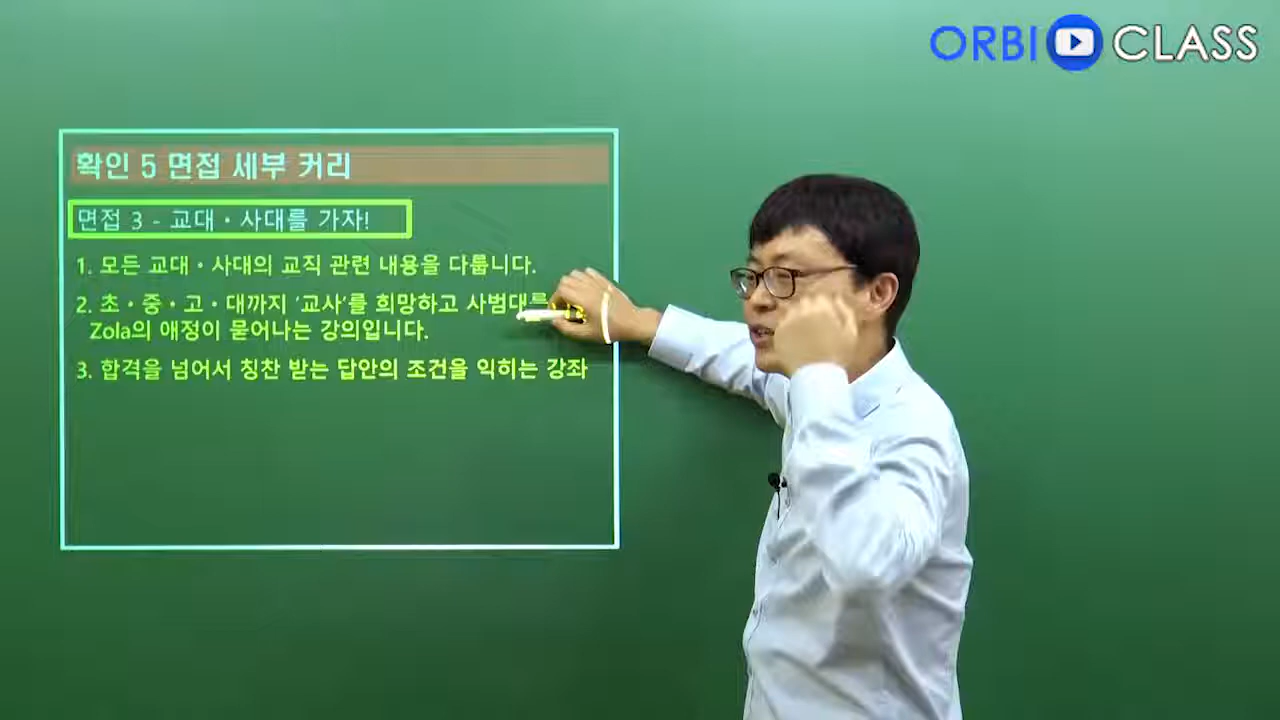 ORBI CLASS
확인 5 면접 세부 커리
면접 3 - 교대・사대를 가자!
1. 모든 교대・사대의 교직 관련 내용을 다룹니다.
2. 초・중・고・대까지 '교사'를 희망하고 사범대를
Zola의 애정이 묻어나는 강의입니다.
3. 합격을 넘어서 칭찬 받는 답안의 조건을 익히는 강좌